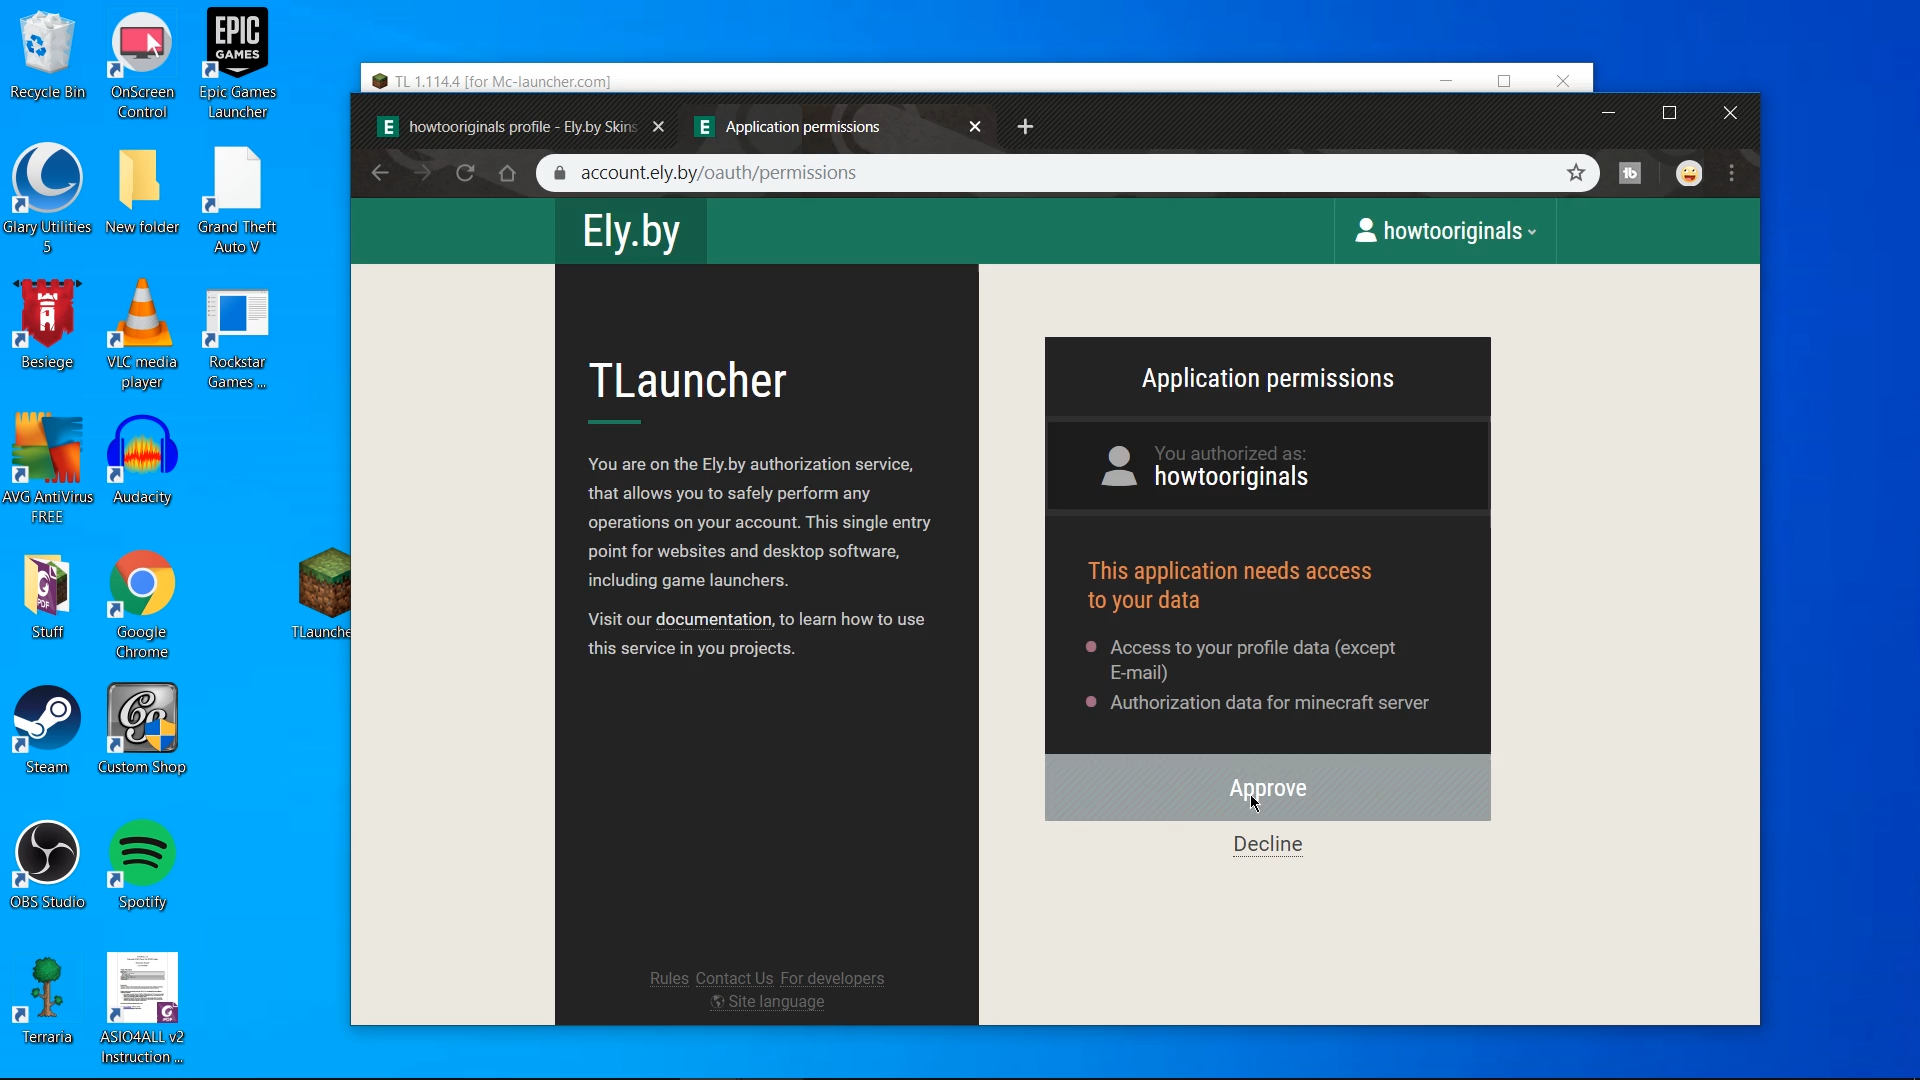 Recycle Bin
OnScreen
Control
EPIC
GAMES
Epic Games
Launcher
Glary Utilities
5
New folder
Grand Theft
Auto V
Besiege
VLC media
player
Rockstar
Games ...
AVG AntiVirus
FREE
Audacity
PDF
Stuff
Google
Chrome
TLaunche
Steam
Custom Shop
OBS Studio
Spotify
Terraria
ASIO4ALL v2
Instruction ...
TL 1.114.4 [for Mc-launcher.com]
E howtooriginals profile - Ely.by Skins
E Application permissions
account.ely.by/oauth/permissions
Ely.by
howtooriginals
TLauncher
You are on the Ely.by authorization service,
that allows you to safely perform any
operations on your account. This single entry
point for websites and desktop software,
including game launchers.
Visit our documentation, to learn how to use
this service in you projects.
Rules Contact Us For developers
Site language
Application permissions
You authorized as:
howtooriginals
This application needs access
to your data
Access to your profile data (except
E-mail)
Authorization data for minecraft server
Approve
Decline